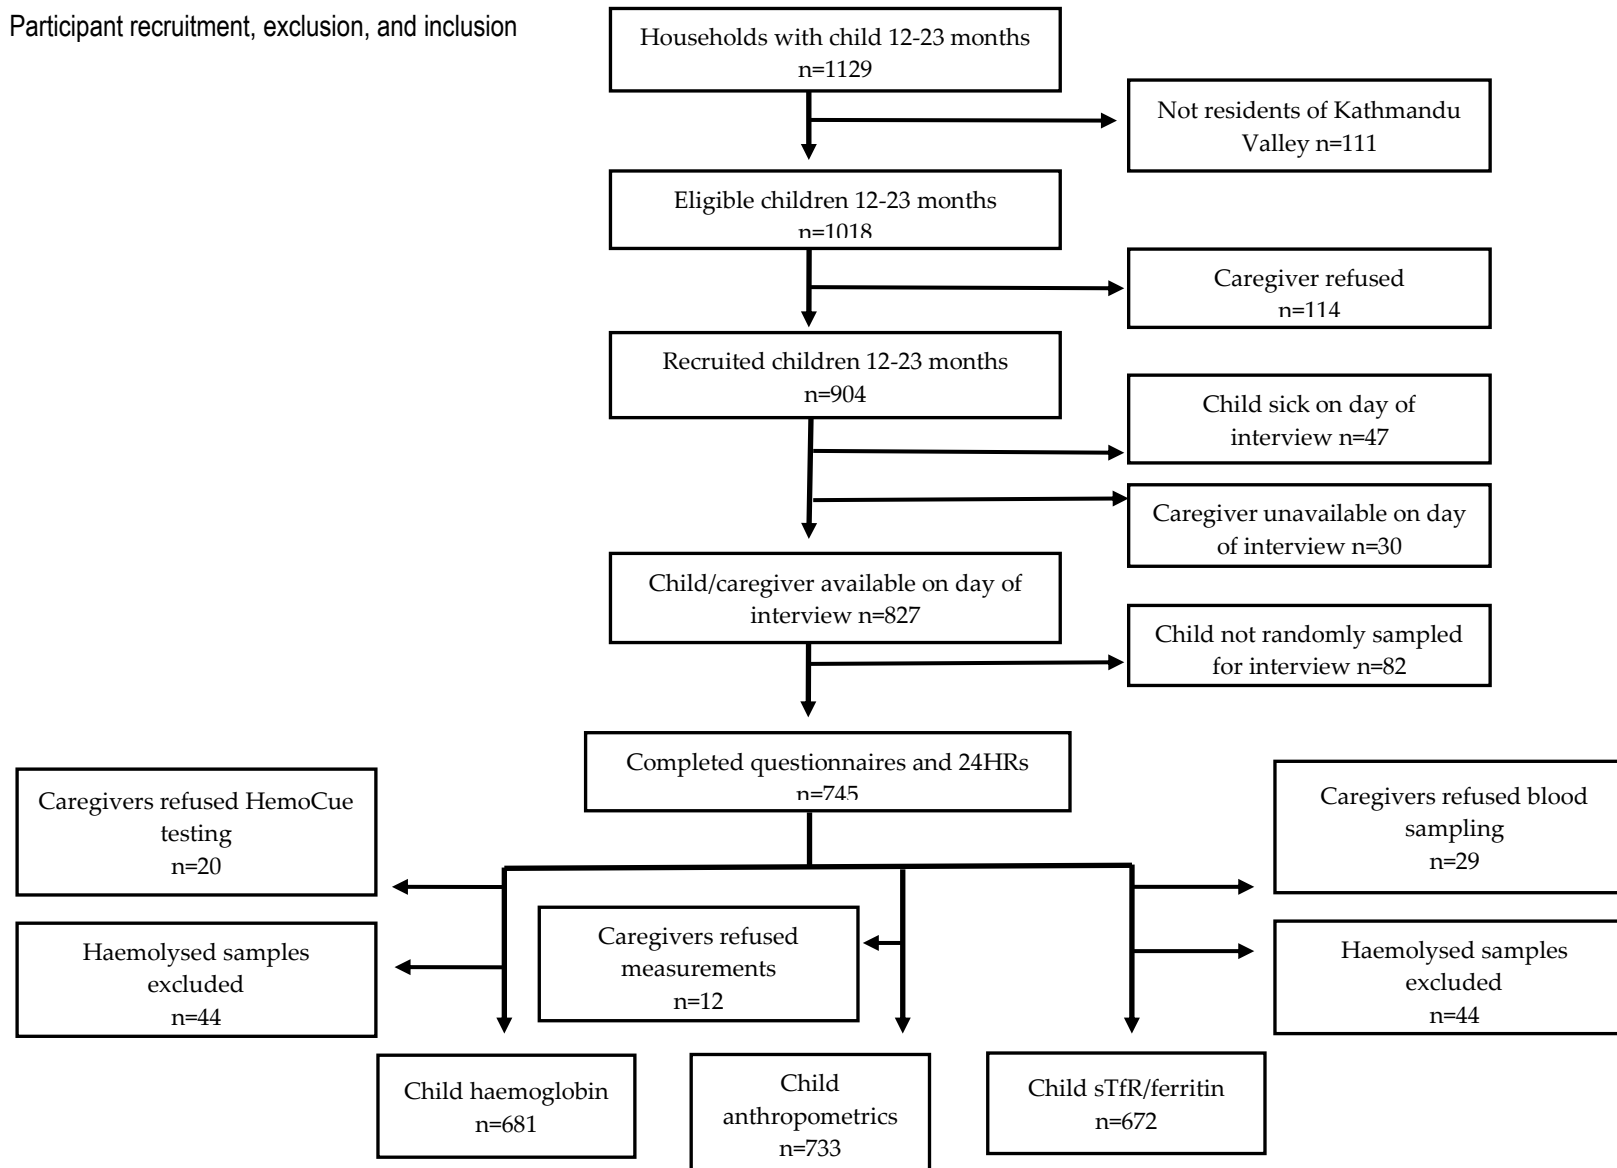 Participant recruitment, exclusion, and inclusion
Households with child 12-23 months
n=1129
Not residents of Kathmandu
Valley n=111
Eligible children 12-23 months
n=1018
Caregiver refused
n=114
Recruited children 12-23 months
n=904
Child sick on day of
interview n=47
Caregiver unavailable on day
of interview n=30
Child/caregiver available on day of
interview n=827
Child not randomly sampled
for interview n=82
Completed questionnaires and 24HRs
n=745
Caregivers refused HemoCue
testing
n=20
Caregivers refused blood
sampling
n=29
Haemolysed samples
excluded
n=44
Caregivers refused
measurements
n=12
Haemolysed samples
excluded
n=44
Child haemoglobin
n=681
Child
anthropometrics
n=733
Child sTfR/ferritin
n=672